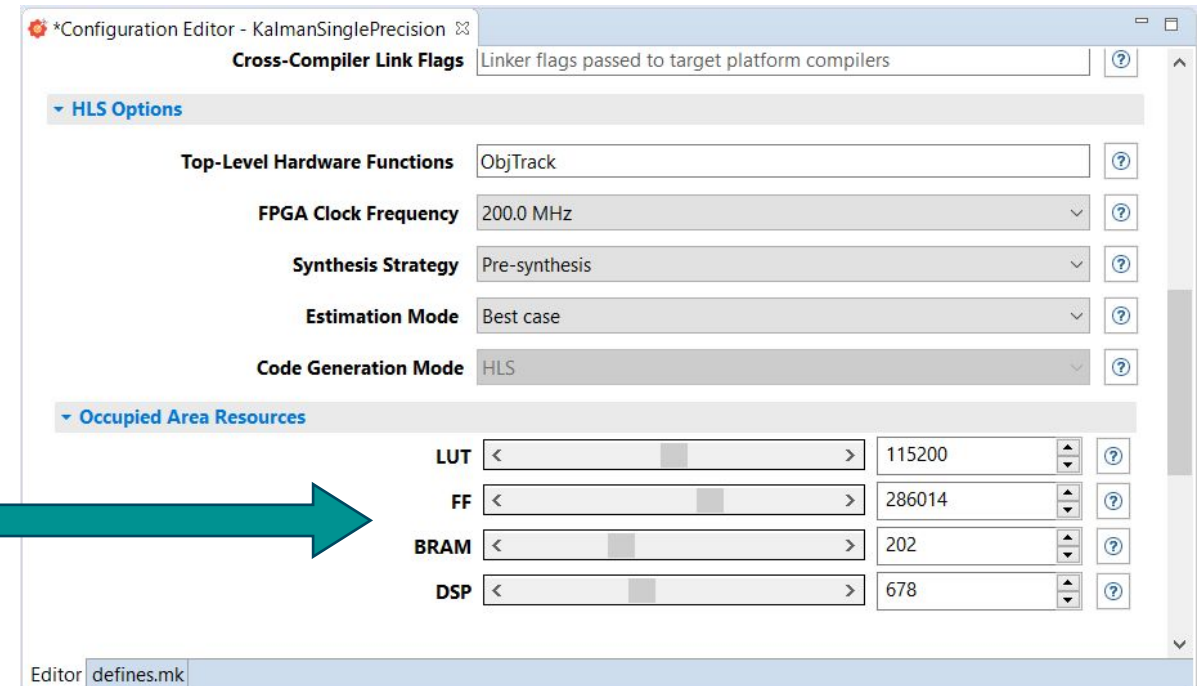 *Configuration Editor - KalmanSinglePrecision
Cross-Compiler Link Flags Linker flags passed to target platform compilers
HLS Options
Top-Level Hardware Functions ObjTrack
FPGA Clock Frequency 200.0 MHz
Synthesis Strategy Pre-synthesis
Estimation Mode Best case
Code Generation Mode HLS
Occupied Area Resources
LUT 115200
FF 286014
BRAM 202
DSP 678
Editor defines.mk